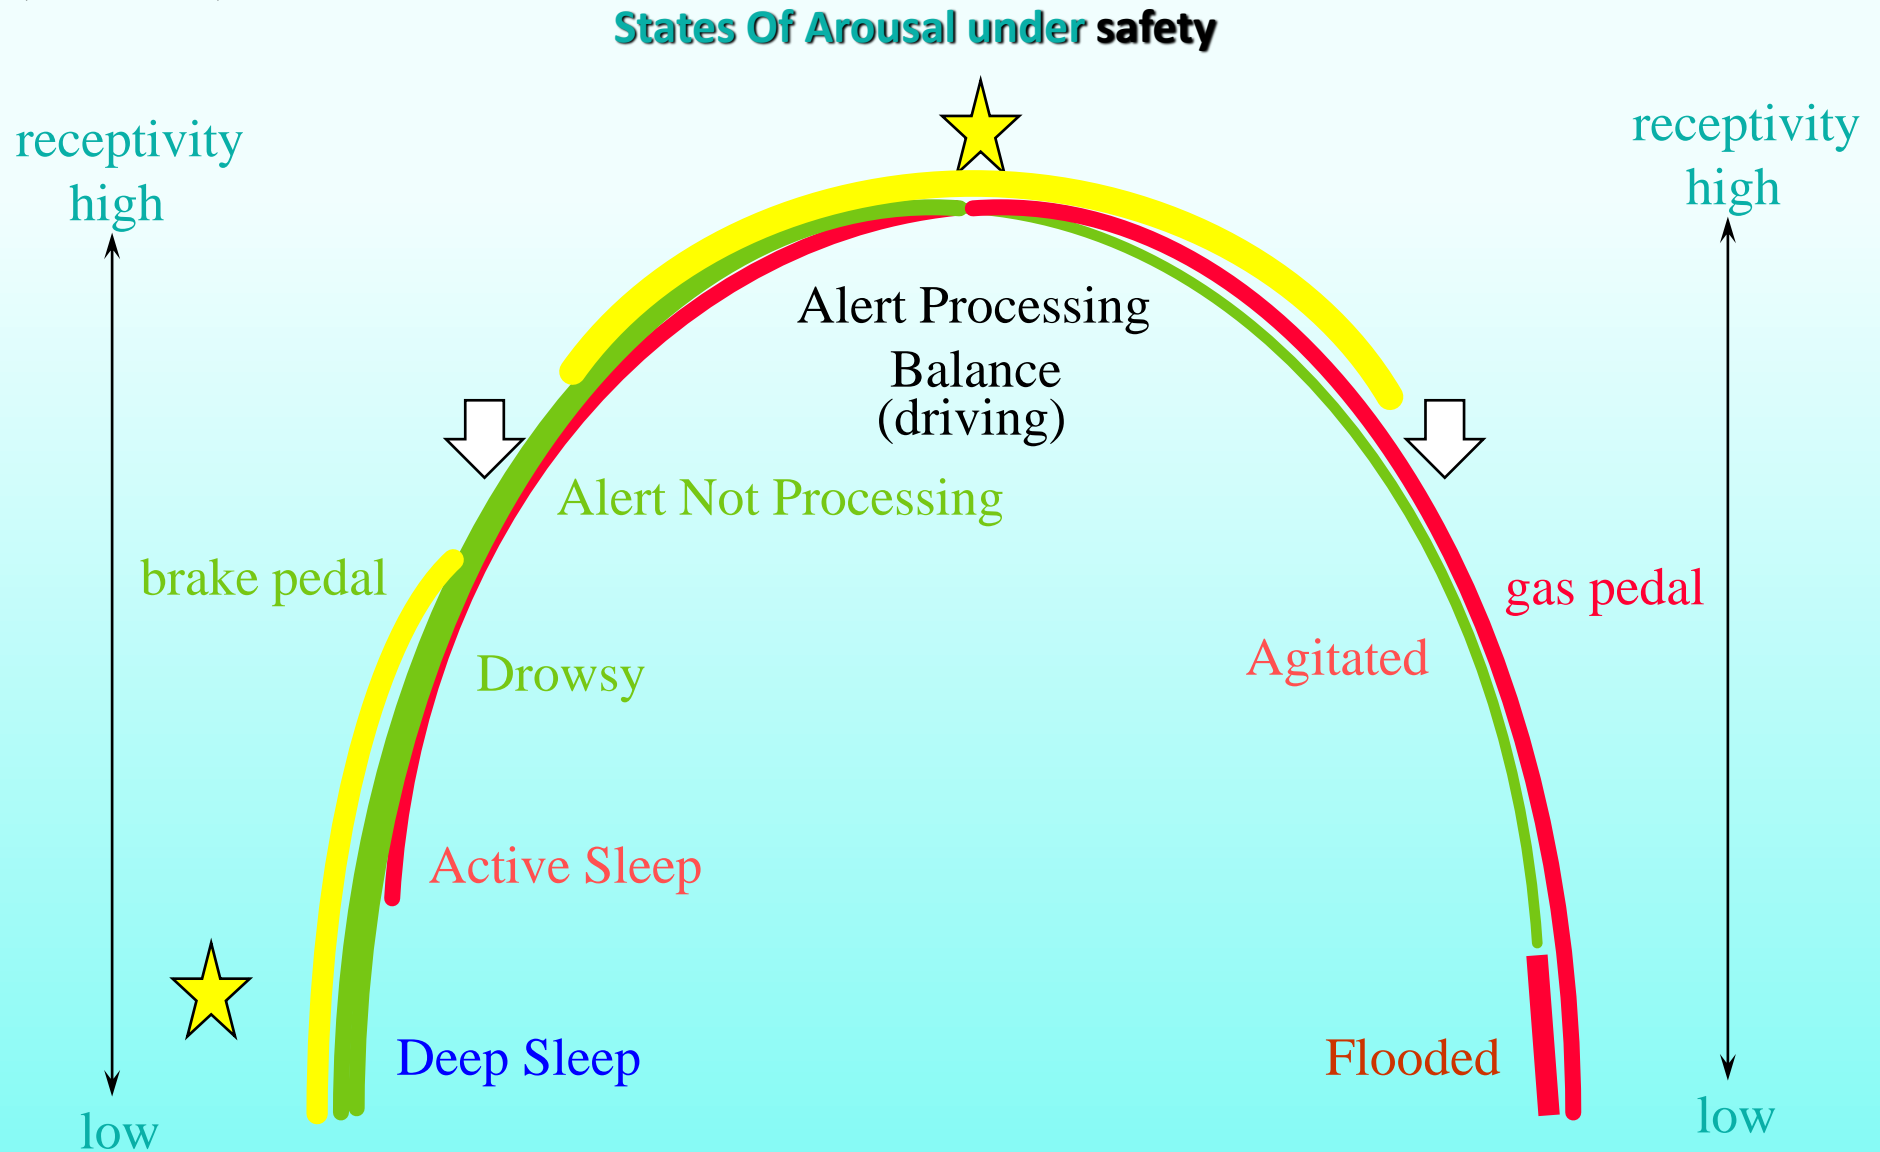 States Of Arousal under safety
receptivity
high
receptivity
high
Alert Processing
Balance
(driving)
Alert Not Processing
brake pedal
gas pedal
Agitated
Drowsy
Active Sleep
Deep Sleep
Flooded
low
low